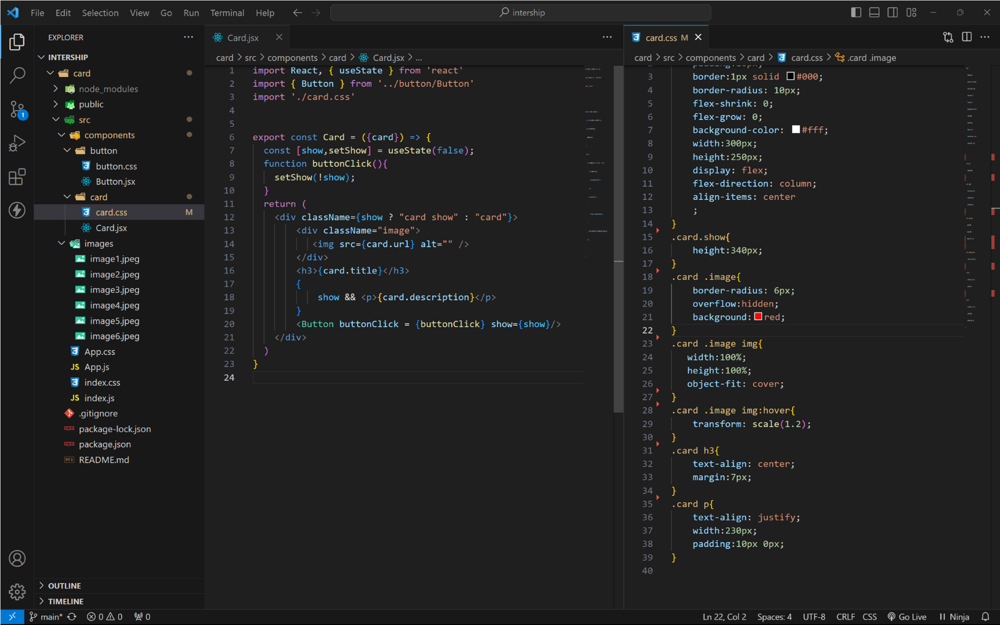 File Edit Selection View Go Run Terminal Help
intership
EXPLORER
INTERSHIP
card
node_modules
public
src
components
button
button.css
Button.jsx
card
card.css M
Card.jsx
images
image1.jpeg
image2.jpeg
image3.jpeg
image4.jpeg
image5.jpeg
image6.jpeg
App.css
JS App.js
index.css
JS index.js
.gitignore
package-lock.json
package.json
README.md
OUTLINE
TIMELINE
1
Card.jsx
card > src > components > card > Card.jsx > ...
1 import React, { useState } from 'react'
2 import { Button } from '../button/Button'
3 import './card.css'
4
5
6 export const Card = ({card}) => {
7 const [show,setShow] = useState(false);
8 function buttonClick(){
9 setShow(!show);
10 }
11 return (
12 <div className={show ? "card show" : "card"}>
13 <div className="image">
14 <img src={card.url} alt="" />
15 </div>
16 <h3>{card.title}</h3>
17 {
18 show && <p>{card.description}</p>
19 }
20 <Button buttonClick = {buttonClick} show={show}/>
21 </div>
22 )
23 }
24
card.css M
card > src > components > card > card.css > .card .image
3 border:1px solid #000;
4 border-radius: 10px;
5 flex-shrink: 0;
6 flex-grow: 0;
7 background-color: #fff;
8 width:300px;
9 height:250px;
10 display: flex;
11 flex-direction: column;
12 align-items: center
13 ;
14 }
15 .card.show{
16 height:340px;
17 }
18 .card .image{
19 border-radius: 6px;
20 overflow:hidden;
21 background:red;
22 }
23 .card .image img{
24 width:100%;
25 height:100%;
26 object-fit: cover;
27 }
28 .card .image img:hover{
29 transform: scale(1.2);
30 }
31 .card h3{
32 text-align: center;
33 margin:7px;
34 }
35 .card p{
36 text-align: justify;
37 width:230px;
38 padding:10px 0px;
39 }
40
main* 0 0 0
Ln 22, Col 2 Spaces: 4 UTF-8 CRLF CSS Go Live Ninja